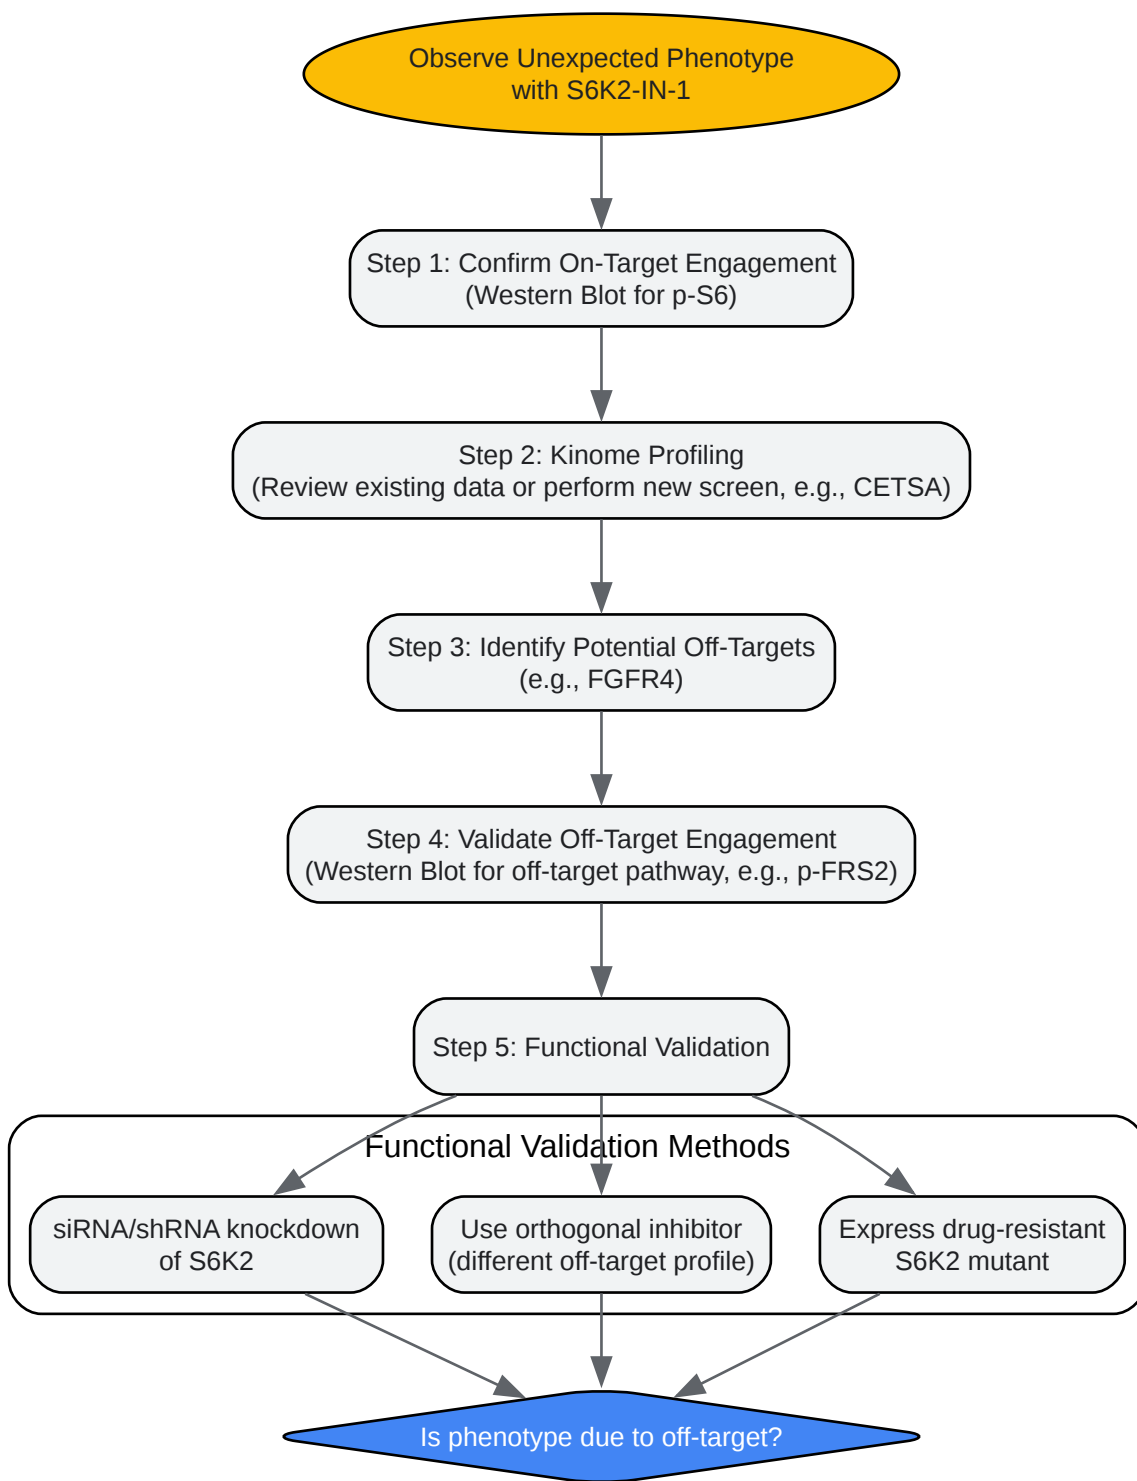 Observe Unexpected Phenotype
with S6K2-IN-1
Step 1: Confirm On-Target Engagement
(Western Blot for p-S6)
Step 2: Kinome Profiling
(Review existing data or perform new screen, e.g., CETSA)
Step 3: Identify Potential Off-Targets
(e.g., FGFR4)
Step 4: Validate Off-Target Engagement
(Western Blot for off-target pathway, e.g., p-FRS2)
Step 5: Functional Validation
Functional Validation Methods
siRNA/shRNA knockdown
of S6K2
Use orthogonal inhibitor
(different off-target profile)
Express drug-resistant
S6K2 mutant
Is phenotype due to off-target?